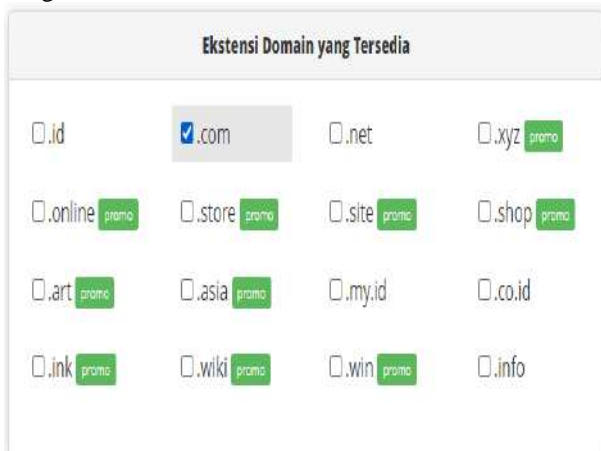 Ekstensi Domain yang Tersedia
.id .com .net .xyz promo
.online promo .store promo .site promo .shop promo
.art promo .asia promo .my.id .co.id
.ink promo .wiki promo .win promo .info